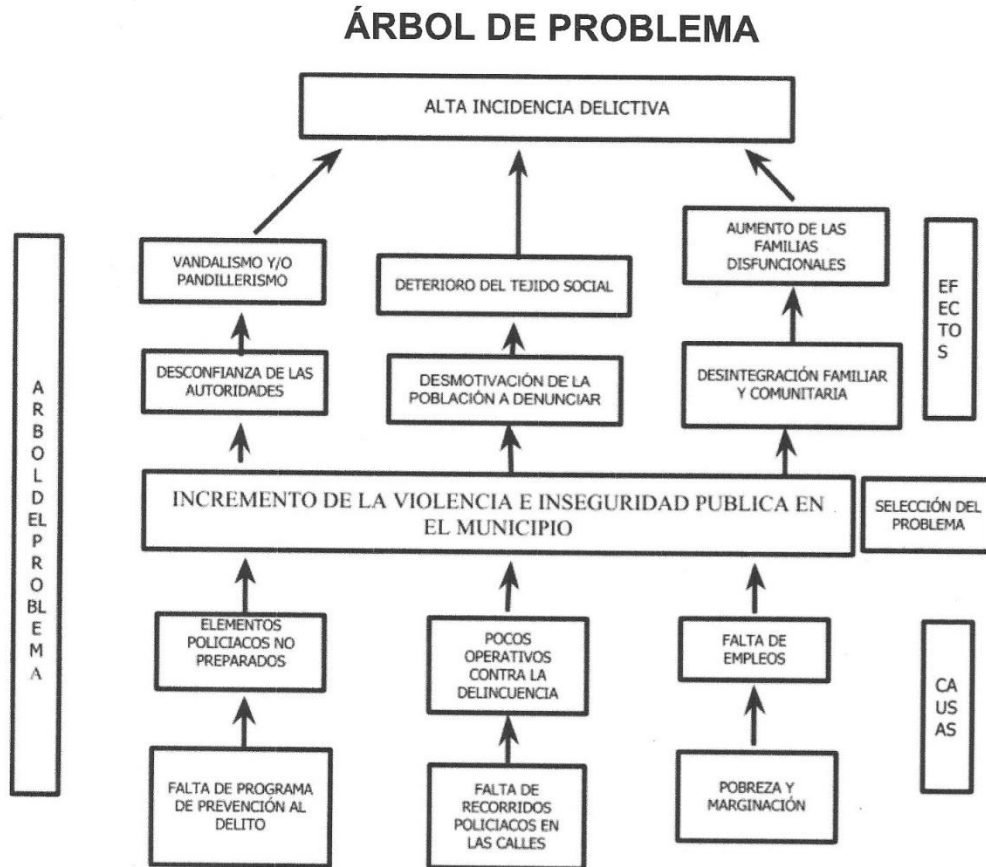 ÁRBOL DE PROBLEMA
ALTA INCIDENCIA DELICTIVA
VANDALISMO Y/O
PANDILLERISMO
DETERIORO DEL TEJIDO SOCIAL
AUMENTO DE LAS
FAMILIAS
DISFUNCIONALES
EF
ECT
TO
S
DESCONFIANZA DE LAS
AUTORIDADES
DESMOTIVACIÓN DE LA
POBLACIÓN A DENUNCIAR
DESINTEGRACIÓN FAMILIAR
Y COMUNITARIA
A
R
B
O
L
D
EL
P
R
O
BL
E
M
A
INCREMENTO DE LA VIOLENCIA E INSEGURIDAD PUBLICA EN
EL MUNICIPIO
SELECCIÓN DEL
PROBLEMA
ELEMENTOS
POLICIACOS NO
PREPARADOS
POCOS
OPERATIVOS
CONTRA LA
DELINCUENCIA
FALTA DE
EMPLEOS
CA
US
AS
FALTA DE PROGRAMA
DE PREVENCIÓN AL
DELITO
FALTA DE
RECORRIDOS
POLICIACOS EN
LAS CALLES
POBREZA Y
MARGINACIÓN